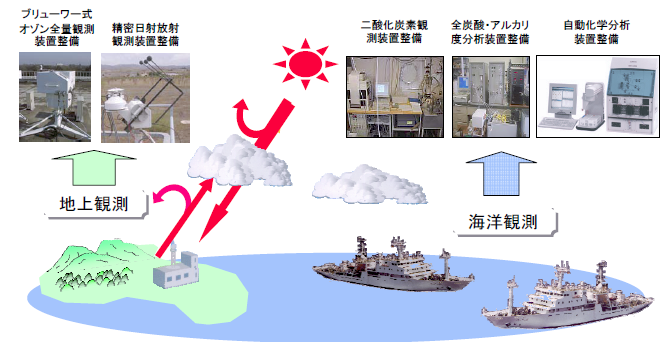 ブリューワー式
オゾン全量観測
装置整備
精密日射放射
観測装置整備
二酸化炭素観
測装置整備
全炭酸・アルカリ
度分析装置整備
自動化学分析
装置整備
地上観測
海洋観測